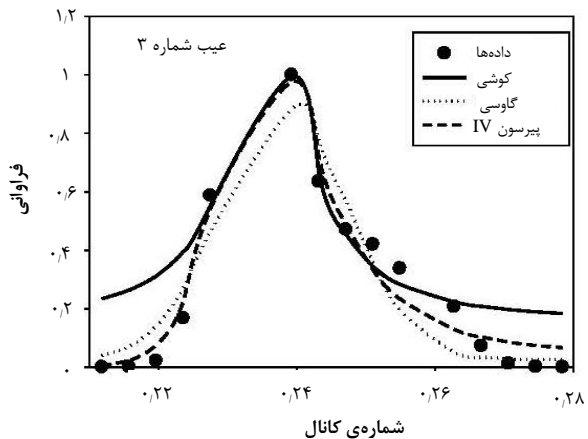 عیب شماره ۳
داده‌ها
کوشی
گاوسی
پیرسون IV
فراوانی
۱٫۲
۱
۰٫۸
۰٫۶
۰٫۴
۰٫۲
۰
۰٫۲۲ ۰٫۲۴ ۰٫۲۶ ۰٫۲۸
شماره‌ی کانال